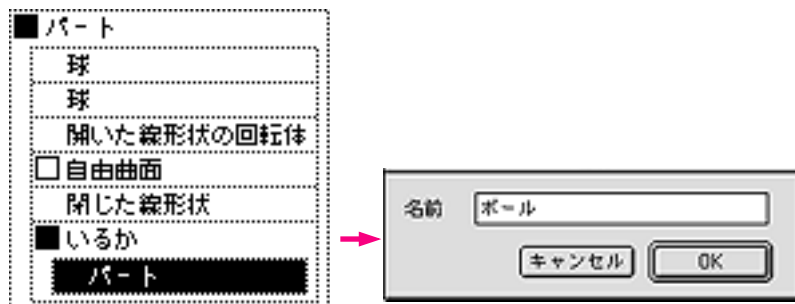 パート
球
球
開いた線形状の回転体
自由曲面
閉じた線形状
いるか
パート
名前 ボール
キャンセル OK